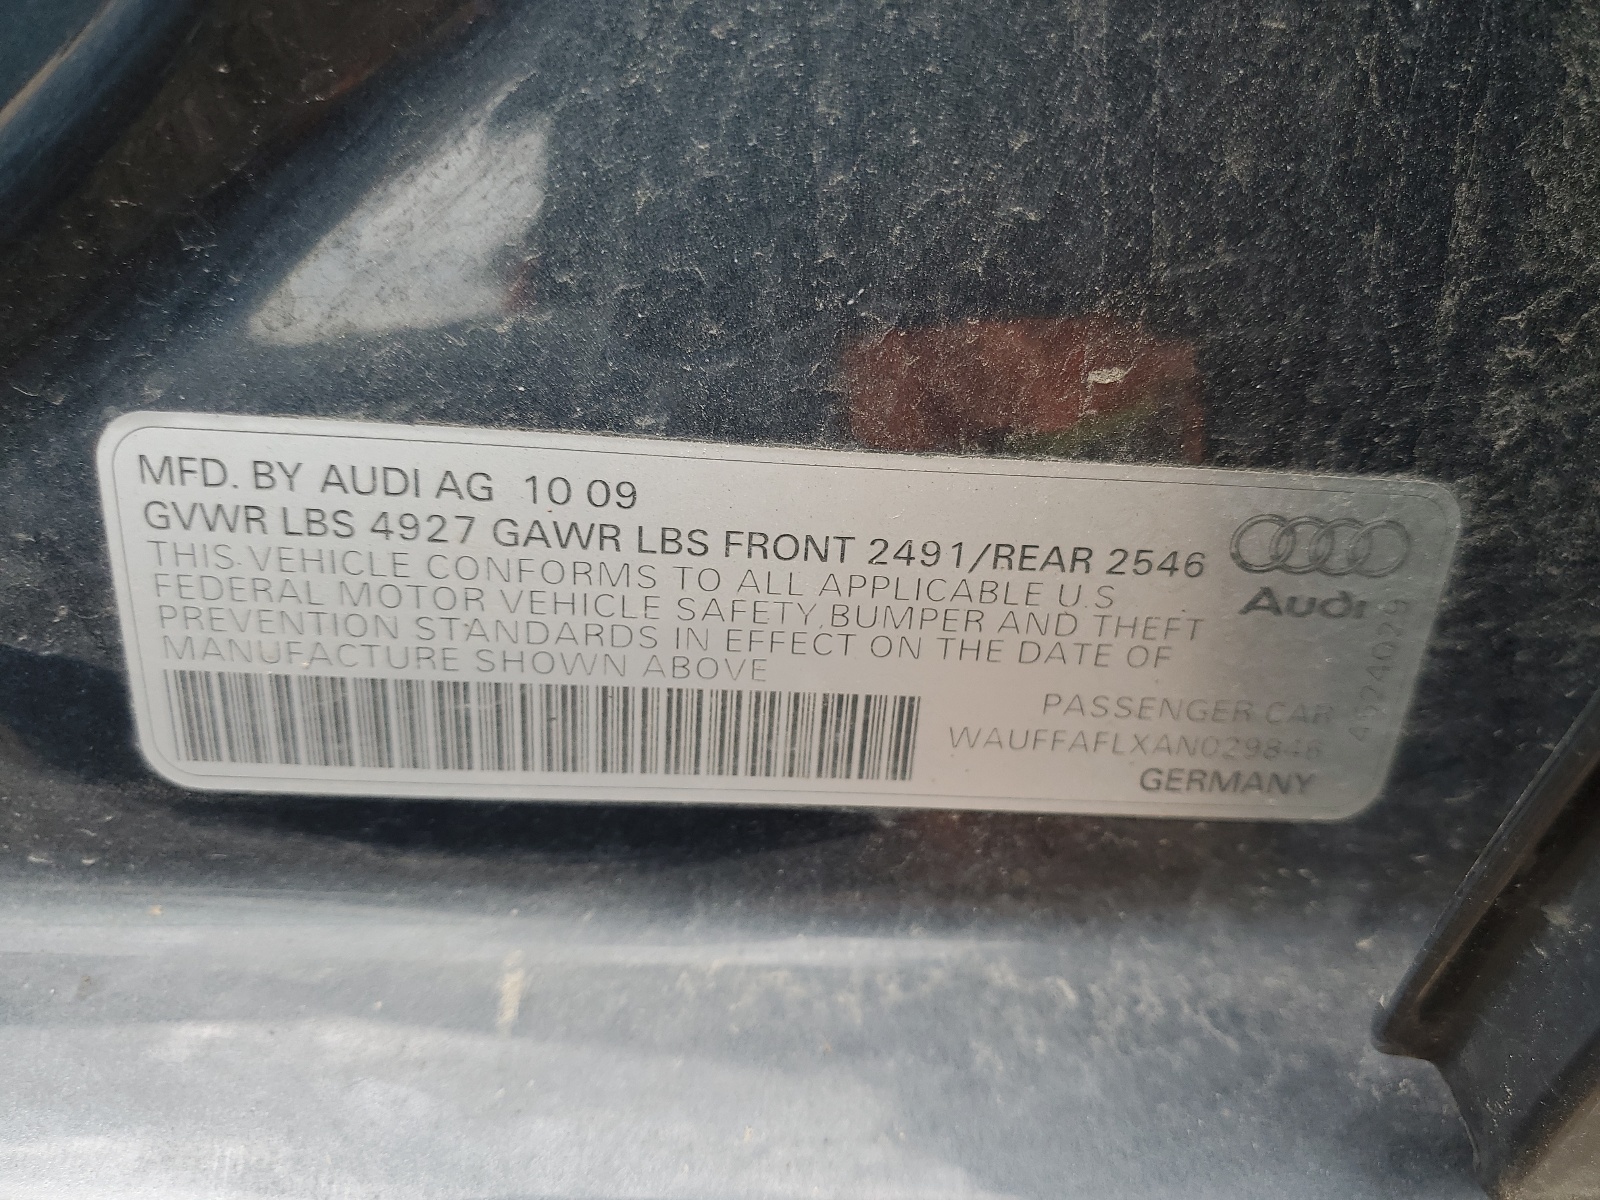 MFD. BY AUDI AG 10 09
GVWR LBS 4927 GAWR LBS FRONT 2491/REAR 2546
THIS VEHICLE CONFORMS TO ALL APPLICABLE U.S
FEDERAL MOTOR VEHICLE SAFETY, BUMPER AND THEFT
PREVENTION STANDARDS IN EFFECT ON THE DATE OF
MANUFACTURE SHOWN ABOVE
Audi
PASSENGER CAR
WAUFFAFLXAN029846
GERMANY